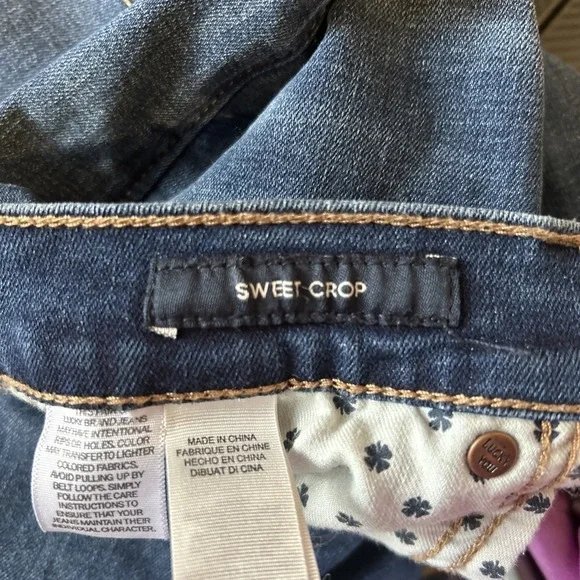 SWEET CROP
THIS PAIR
LUCKY BRAND JEANS
MAY HAVE INTENTIONAL
RIPS OR HOLES. COLOR
MAY TRANSFER TO LIGHTER
COLORED FABRICS.
AVOID PULLING UP BY
BELT LOOPS. SIMPLY
FOLLOW THE CARE
INSTRUCTIONS TO
ENSURE THAT YOUR
JEANS MAINTAIN THEIR
INDIVIDUAL CHARACTER.
MADE IN CHINA
FABRIQUE EN CHINE
HECHO EN CHINA
DIBUAT DI CINA
LUCKY
YOU